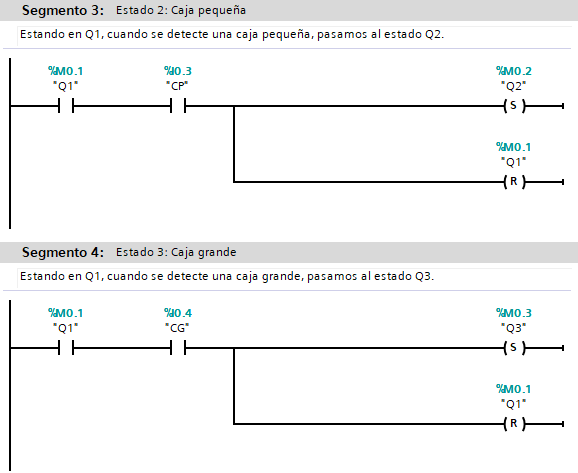 Segmento 3: Estado 2: Caja pequeña
Estando en Q1, cuando se detecte una caja pequeña, pasamos al estado Q2.
%M0.1 %I0.3 %M0.2
"Q1" "CP" "Q2"
S
%M0.1
"Q1"
R
Segmento 4: Estado 3: Caja grande
Estando en Q1, cuando se detecte una caja grande, pasamos al estado Q3.
%M0.1 %I0.4 %M0.3
"Q1" "CG" "Q3"
S
%M0.1
"Q1"
R